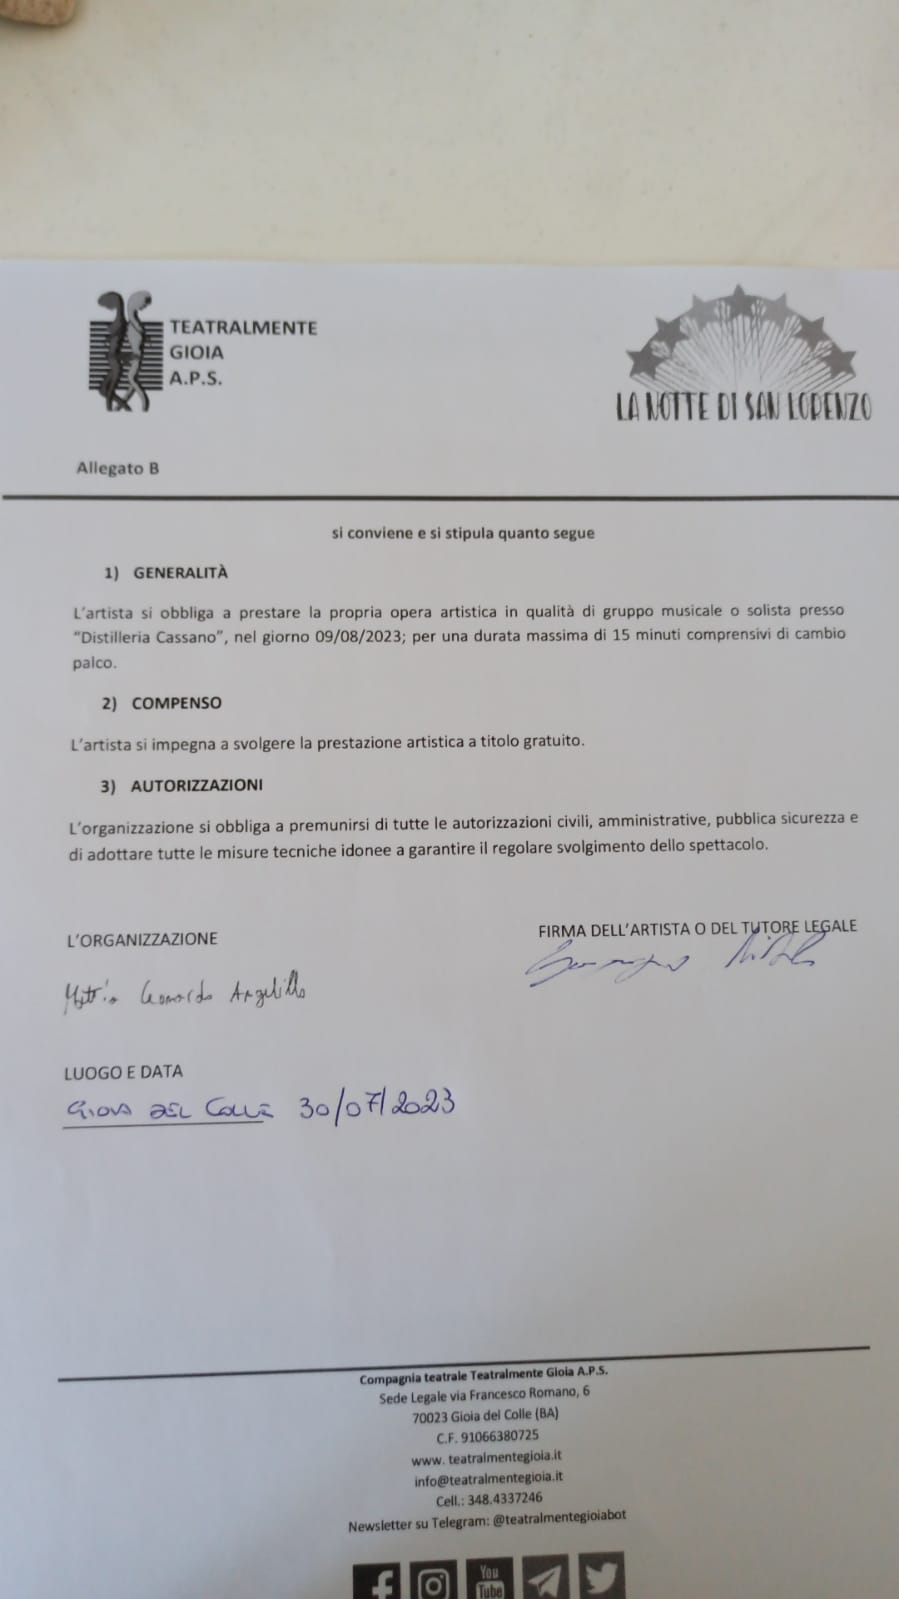 TEATRALMENTE
GIOIA
A.P.S.
LA NOTTE DI SAN LORENZO
Allegato B
si conviene e si stipula quanto segue
1) GENERALITÀ
L'artista si obbliga a prestare la propria opera artistica in qualità di gruppo musicale o solista presso
"Distilleria Cassano", nel giorno 09/08/2023; per una durata massima di 15 minuti comprensivi di cambio
palco.
2) COMPENSO
L'artista si impegna a svolgere la prestazione artistica a titolo gratuito.
3) AUTORIZZAZIONI
L'organizzazione si obbliga a premunirsi di tutte le autorizzazioni civili, amministrative, pubblica sicurezza e
di adottare tutte le misure tecniche idonee a garantire il regolare svolgimento dello spettacolo.
L'ORGANIZZAZIONE
FIRMA DELL'ARTISTA O DEL TUTORE LEGALE
Leonardo Angelillo
LUOGO E DATA
GIOIA DEL COLLE 30/07/2023
Compagnia teatrale Teatralmente Gioia A.P.S.
Sede Legale via Francesco Romano, 6
70023 Gioia del Colle (BA)
C.F. 91066380725
www. teatralmentegioia.it
info@teatralmentegioia.it
Cell.: 348.4337246
Newsletter su Telegram: @teatralmentegioiabot
You
Tube